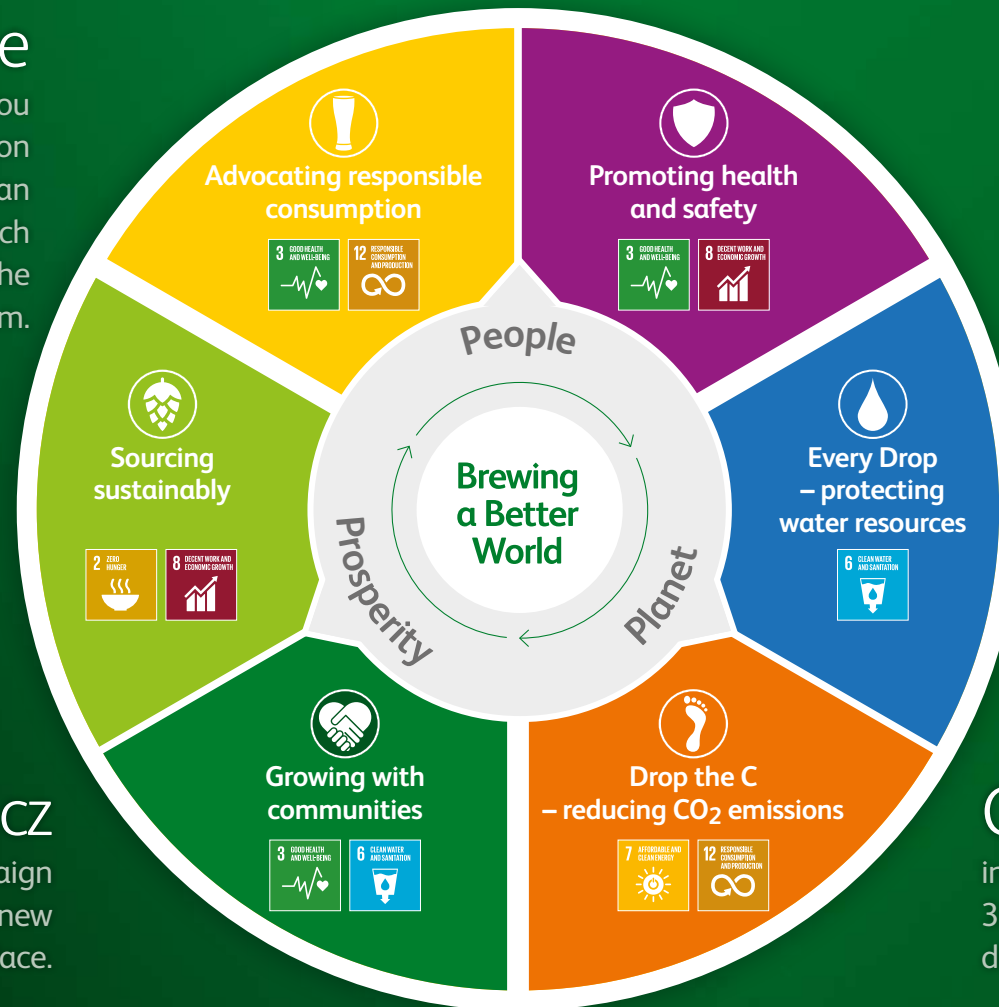 e
ou
on
an
ch
he
m.
Advocating responsible
consumption
3 GOOD HEALTH
AND WELL-BEING
12 RESPONSIBLE
CONSUMPTION
AND PRODUCTION
Promoting health
and safety
3 GOOD HEALTH
AND WELL-BEING
8 DECENT WORK AND
ECONOMIC GROWTH
People
Sourcing
sustainably
2 ZERO
HUNGER
8 DECENT WORK AND
ECONOMIC GROWTH
Brewing
a Better
World
Every Drop
– protecting
water resources
6 CLEAN WATER
AND SANITATION
Prosperity
Planet
Growing with
communities
3 GOOD HEALTH
AND WELL-BEING
6 CLEAN WATER
AND SANITATION
Drop the C
– reducing CO2 emissions
7 AFFORDABLE AND
CLEAN ENERGY
12 RESPONSIBLE
CONSUMPTION
AND PRODUCTION
cz
aign
new
ace.
in
3
d